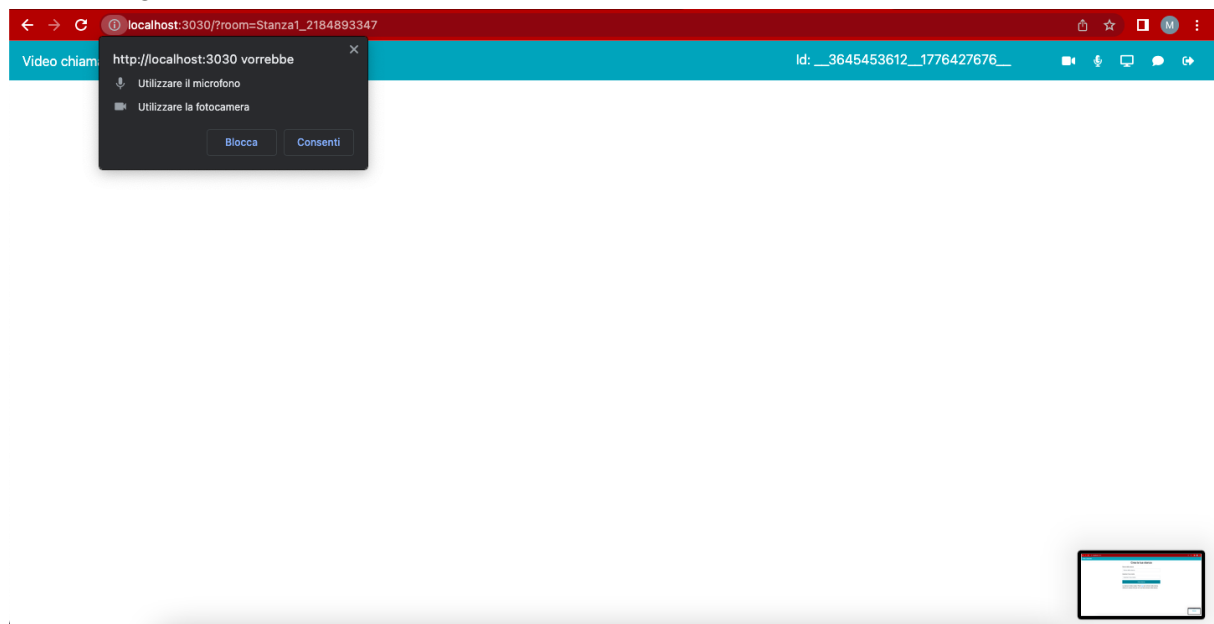 localhost:3030/?room=Stanza1_2184893347
M
Video chiam
Id: __3645453612__1776427676__
http://localhost:3030 vorrebbe
Utilizzare il microfono
Utilizzare la fotocamera
Blocca
Consenti